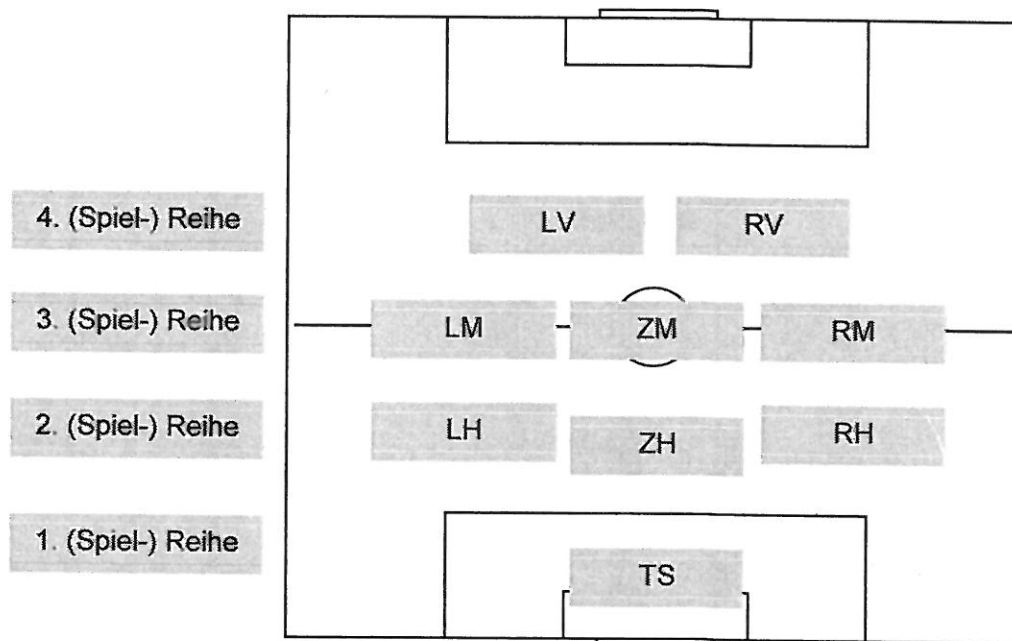 4. (Spiel-) Reihe
LV RV
3. (Spiel-) Reihe
LM ZM RM
2. (Spiel-) Reihe
LH ZH RH
1. (Spiel-) Reihe
TS